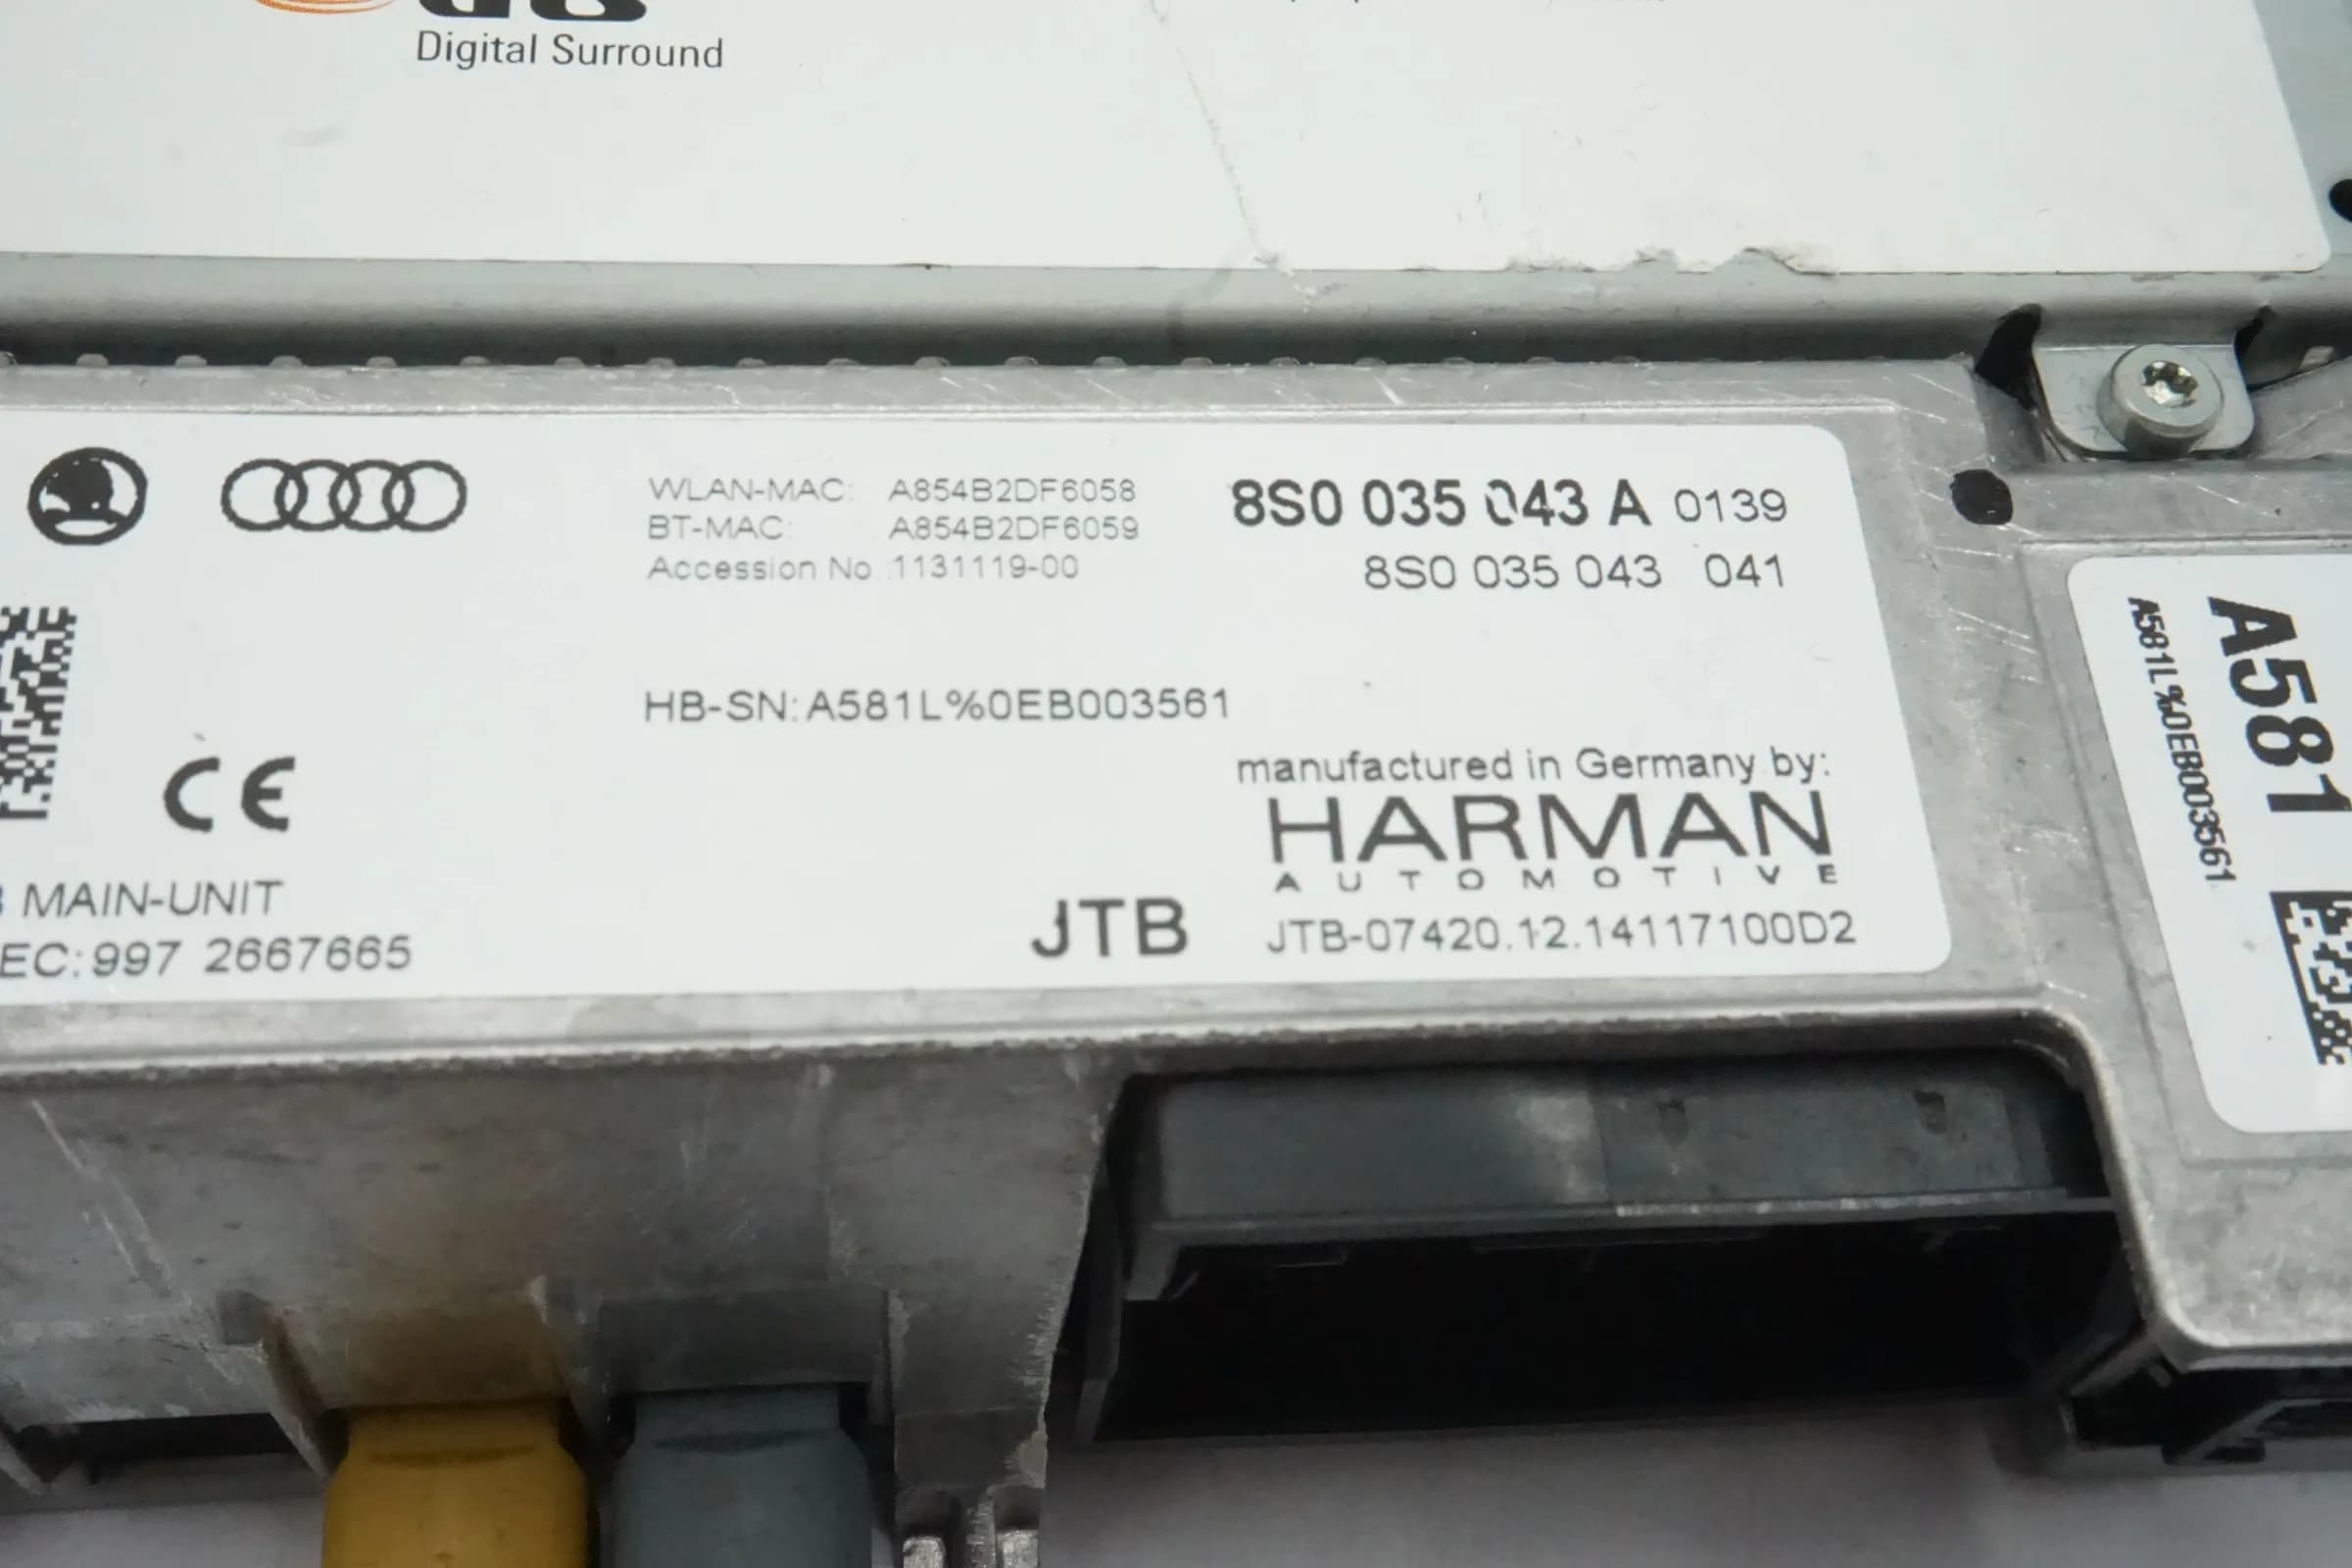 Digital Surround
WLAN-MAC: A854B2DF6058
BT-MAC: A854B2DF6059
Accession No.:1131119-00
8S0 035 043 A 0139
8S0 035 043 041
HB-SN:A581L%0EB003561
CE
manufactured in Germany by:
HARMAN
AUTOMOTIVE
MAIN-UNIT
EC:997 2667665
JTB
JTB-07420.12.14117100D2
A581
A581L%0EB003561